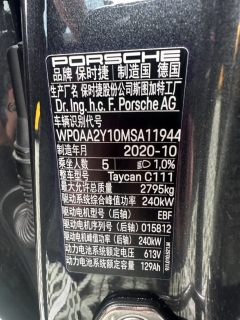 PORSCHE
品牌 保时捷 制造国 德国
生产厂名 保时捷股份公司斯图加特工厂
Dr. Ing. h.c. F. Porsche AG
车辆识别代号
WP0AA2Y10MSA11944
制造年月 2020-10
乘坐人数 5 1,0%
整车型号 Taycan C111
最大允许总质量 2795kg
驱动系统综合峰值功率 240kW
驱动电机型号（后轴） EBF
驱动电机序号（后轴） 015812
驱动电机峰值功率（后轴） 240kW
动力电池系统额定电压 613V
动力电池系统额定容量 129Ah